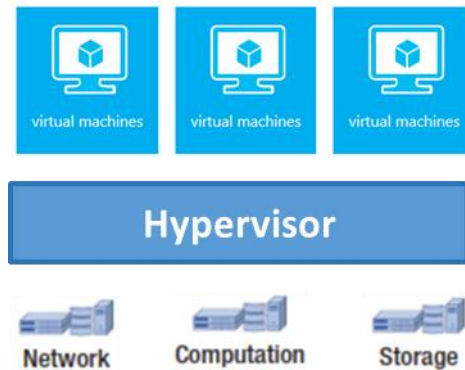 virtual machines
virtual machines
virtual machines
Hypervisor
Network
Computation
Storage